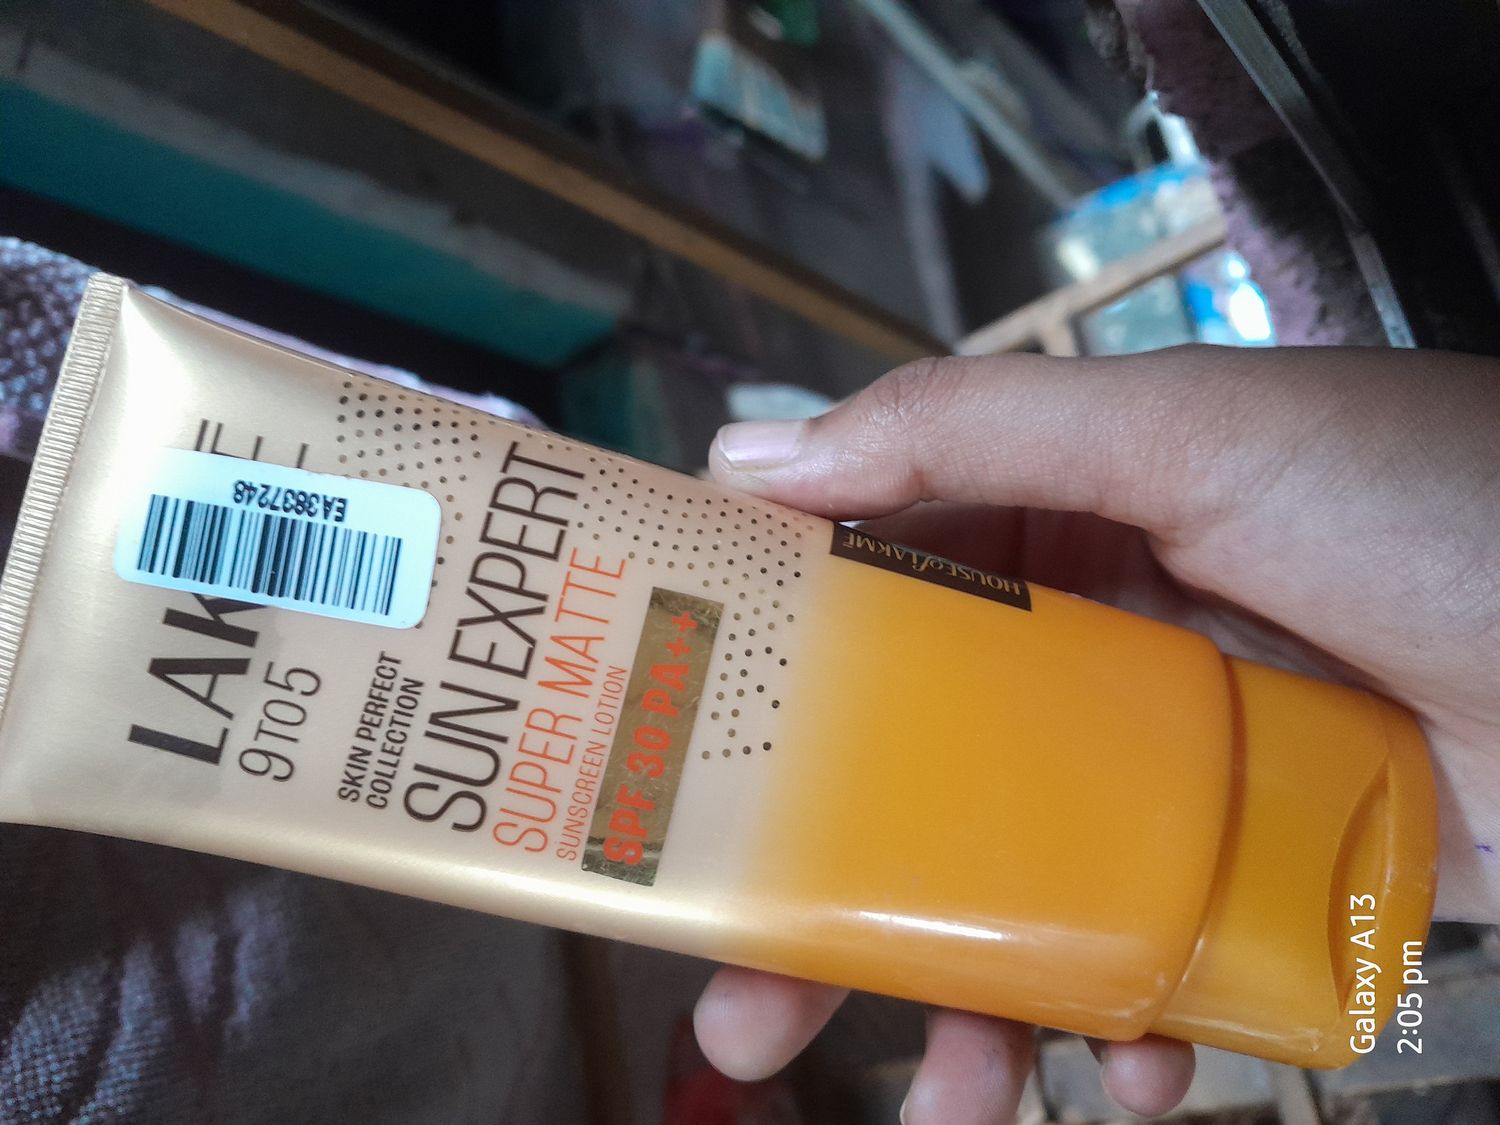 LAK
9TO5
EA3837248
SKIN PERFECT
COLLECTION
SUN EXPERT
SUPER MATTE
SUNSCREEN LOTION
SPF 30 PA++
HOUSE of LAKMĒ
Galaxy A13
2:05 pm